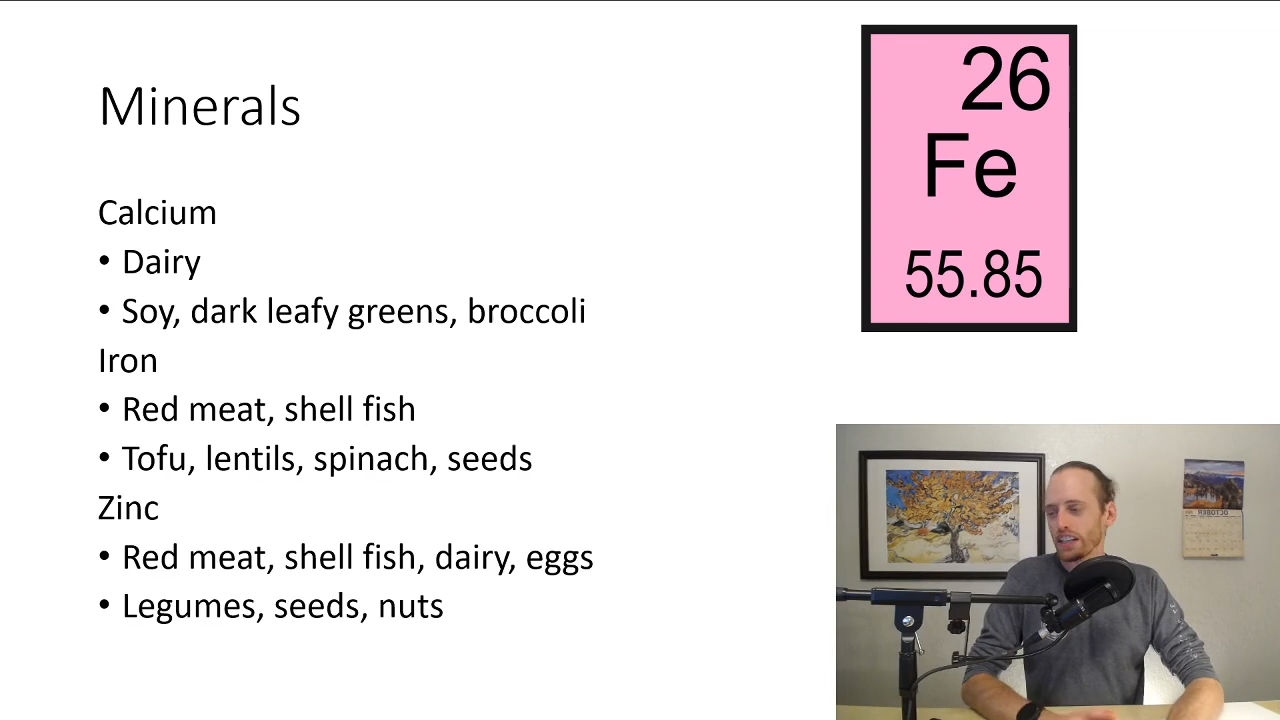 Minerals
Calcium
• Dairy
• Soy, dark leafy greens, broccoli
Iron
• Red meat, shell fish
• Tofu, lentils, spinach, seeds
Zinc
• Red meat, shell fish, dairy, eggs
• Legumes, seeds, nuts
26
Fe
55.85
OCTOBER